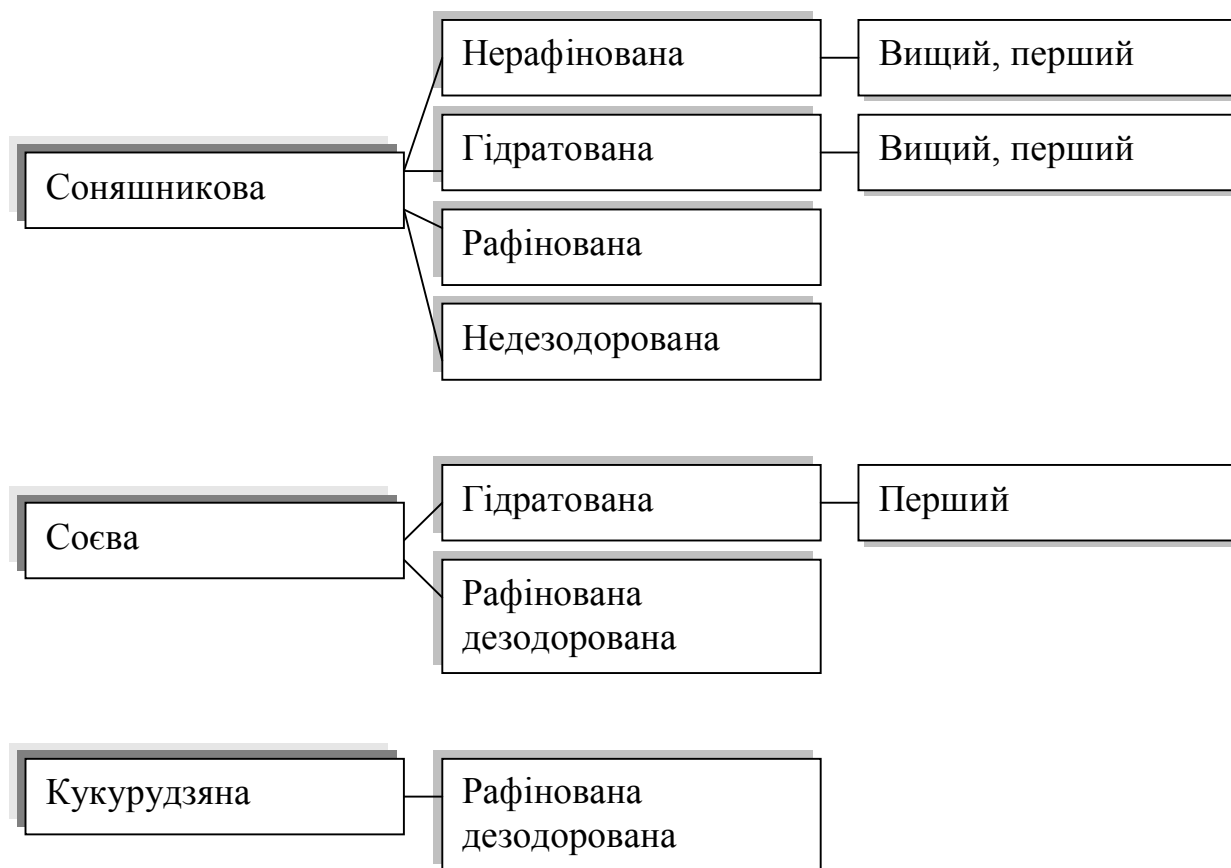 Нерафінована
Вищий, перший
Соняшникова
Гідратована
Вищий, перший
Рафінована
Недезодорована
Соєва
Гідратована
Перший
Рафінована
дезодорована
Кукурудзяна
Рафінована
дезодорована